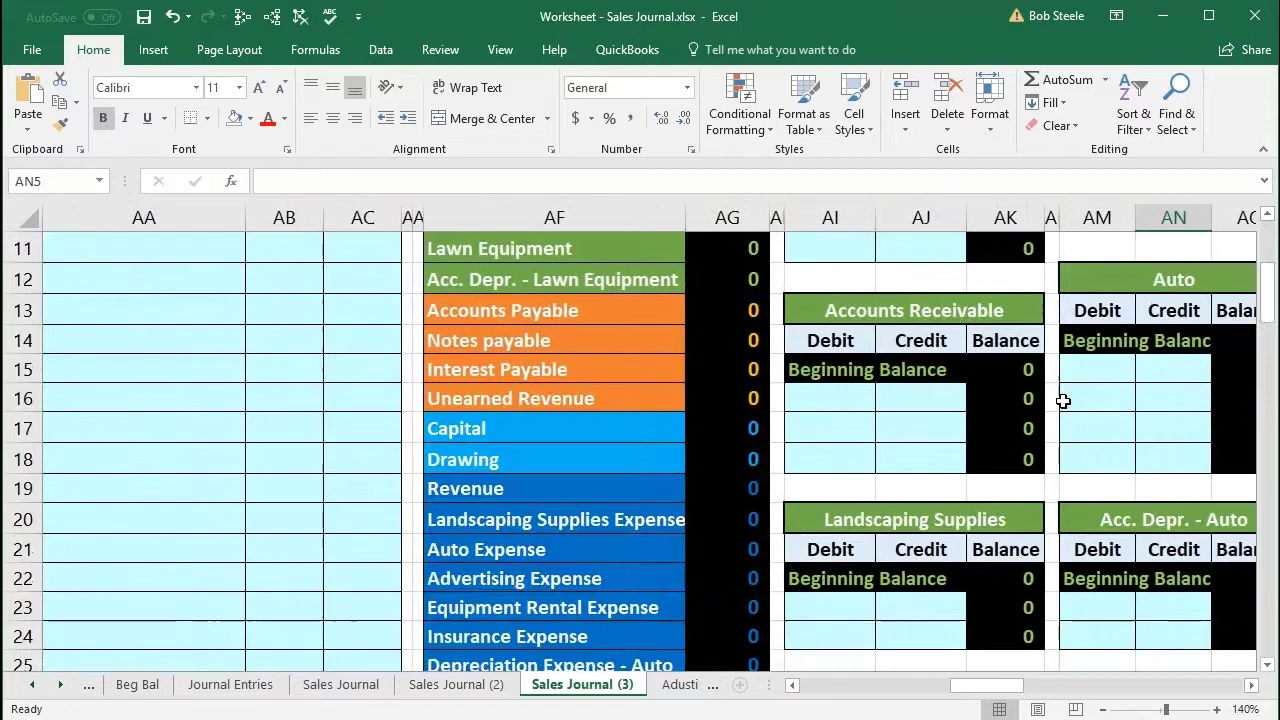 AutoSave Off
Worksheet - Sales Journal.xlsx - Excel
Bob Steele
File Home Insert Page Layout Formulas Data Review View Help QuickBooks Tell me what you want to do Share
Paste
Calibri 11
B I U
A A
Wrap Text
Merge & Center
General
$ % ,
Conditional Formatting
Format as Table
Cell Styles
Insert
Delete
Format
AutoSum
Fill
Clear
Sort & Filter
Find & Select
Clipboard Font Alignment Number Styles Cells Editing
AN5 fx
AA AB AC AA AF AG A AI AJ AK A AM AN AO
11 Lawn Equipment 0 0
12 Acc. Depr. - Lawn Equipment 0 Auto
13 Accounts Payable 0 Accounts Receivable Debit Credit Balar
14 Notes payable 0 Debit Credit Balance Beginning Balanc
15 Interest Payable 0 Beginning Balance 0
16 Unearned Revenue 0 0
17 Capital 0 0
18 Drawing 0 0
19 Revenue 0
20 Landscaping Supplies Expense 0 Landscaping Supplies Acc. Depr. - Auto
21 Auto Expense 0 Debit Credit Balance Debit Credit Balar
22 Advertising Expense 0 Beginning Balance 0 Beginning Balanc
23 Equipment Rental Expense 0 0
24 Insurance Expense 0 0
25 Depreciation Expense - Auto 0
... Beg Bal Journal Entries Sales Journal Sales Journal (2) Sales Journal (3) Adusti ...
Ready 140%